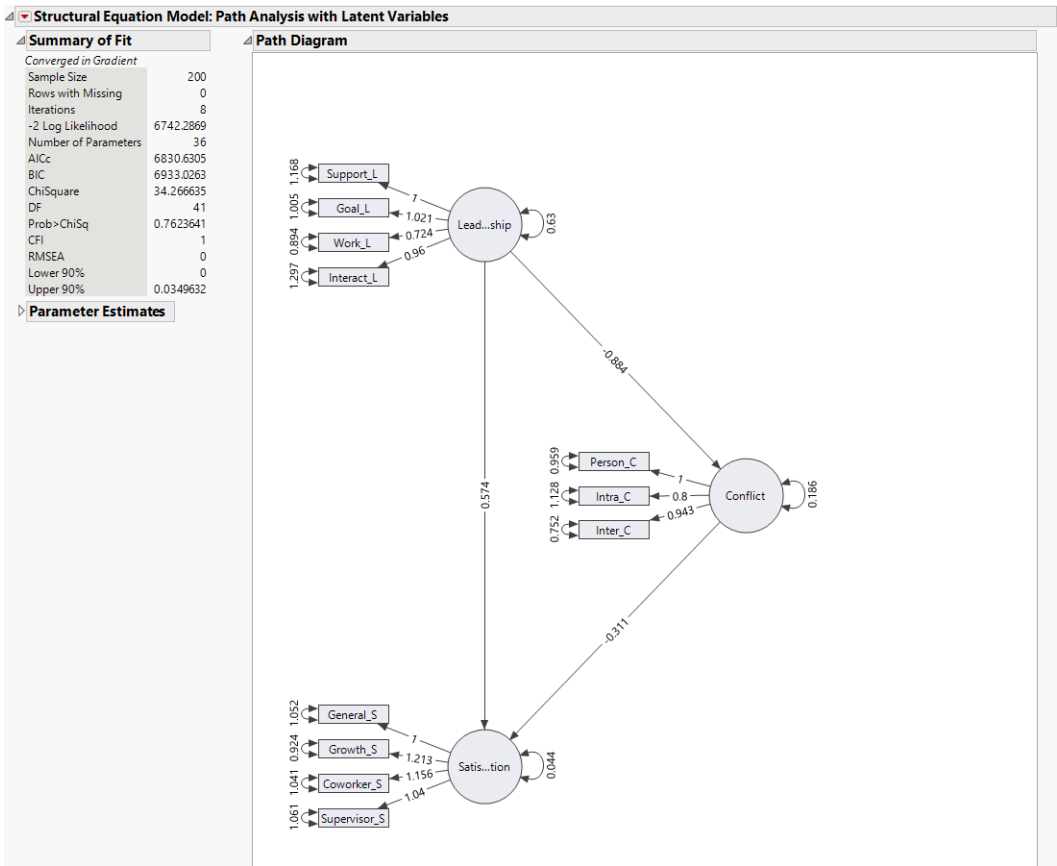 Structural Equation Model: Path Analysis with Latent Variables
Summary of Fit
Converged in Gradient
Sample Size 200
Rows with Missing 0
Iterations 8
-2 Log Likelihood 6742.2869
Number of Parameters 36
AICc 6830.6305
BIC 6933.0263
ChiSquare 34.266635
DF 41
Prob>ChiSq 0.7623641
CFI 1
RMSEA 0
Lower 90% 0
Upper 90% 0.0349632
Parameter Estimates
Path Diagram
1.168 Support_L 1
1.005 Goal_L 1.021
0.894 Work_L 0.724
1.297 Interact_L 0.96
Lead...ship 0.63
-0.884
0.574
0.959 Person_C 1
1.128 Intra_C 0.8
0.752 Inter_C 0.943
Conflict 0.186
-0.311
1.052 General_S 1
0.924 Growth_S 1.213
1.041 Coworker_S 1.156
1.061 Supervisor_S 1.04
Satis...tion 0.044